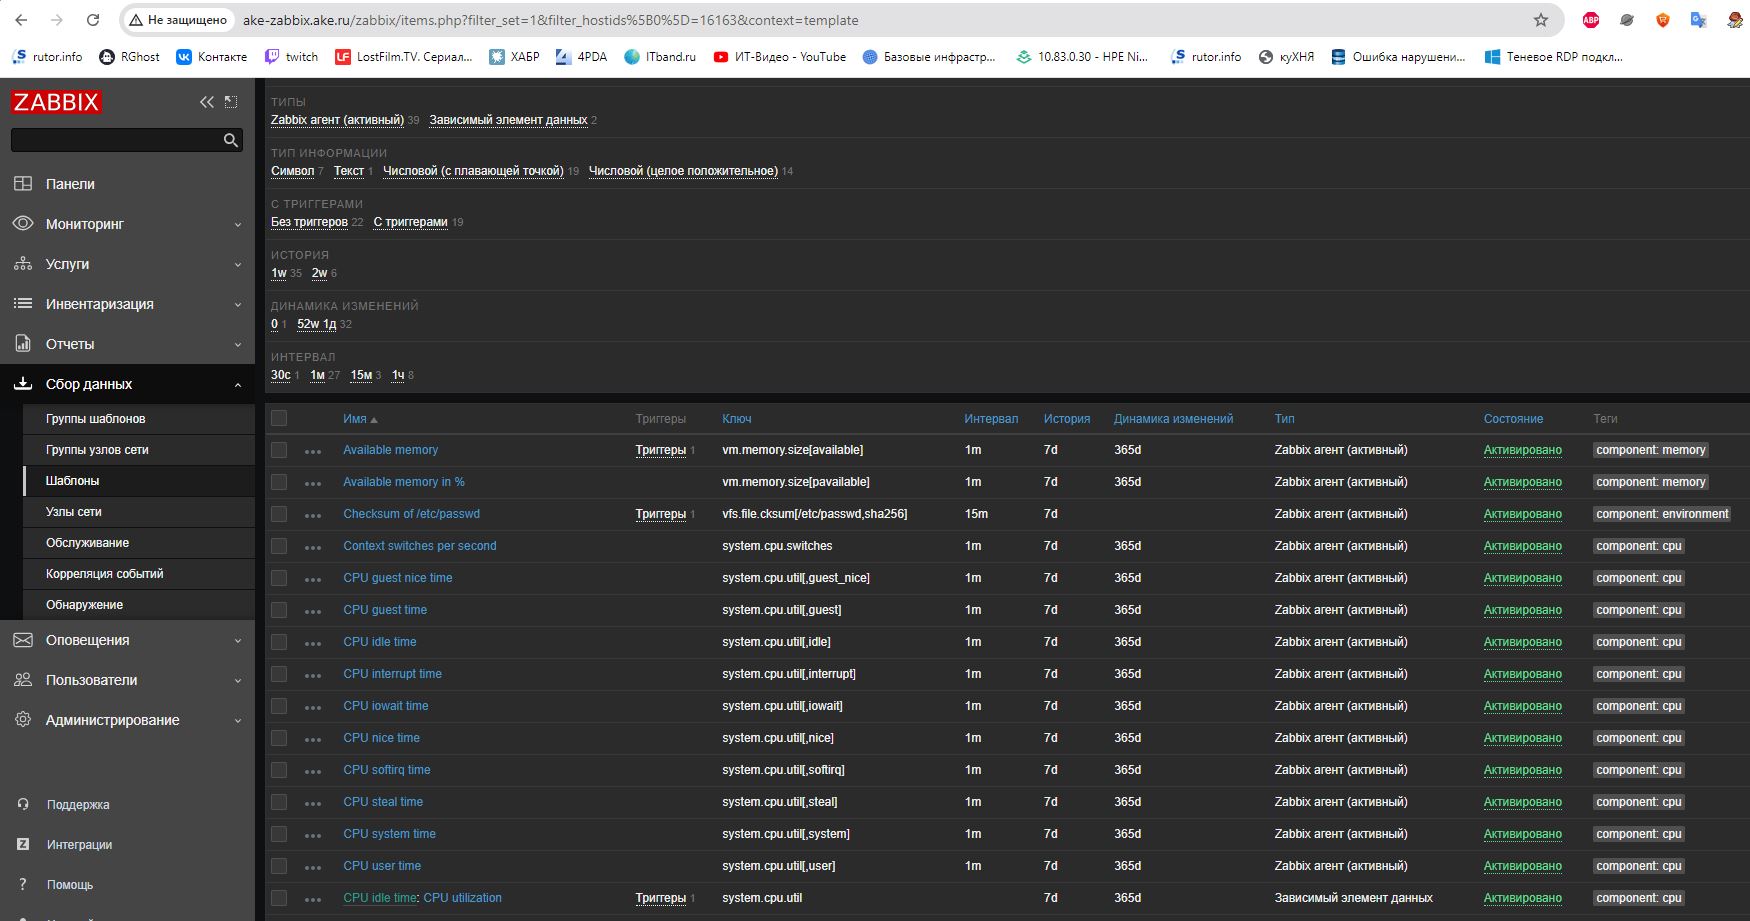 Не защищено ake-zabbix.ake.ru/zabbix/items.php?filter_set=1&filter_hostids%5B0%5D=16163&context=template
ABP
rutor.info RGhost Контакте twitch LostFilm.TV. Сериал... ХАБР 4PDA ITband.ru ИТ-Видео - YouTube Базовые инфрастр... 10.83.0.30 - HPE Ni... rutor.info куХНЯ Ошибка нарушени... Теневое RDP подкл...
ZABBIX
Панели
Мониторинг
Услуги
Инвентаризация
Отчеты
Сбор данных
Группы шаблонов
Группы узлов сети
Шаблоны
Узлы сети
Обслуживание
Корреляция событий
Обнаружение
Оповещения
Пользователи
Администрирование
Поддержка
Интеграции
Помощь
ТИПЫ
Zabbix агент (активный) 39 Зависимый элемент данных 2
ТИП ИНФОРМАЦИИ
Символ 7 Текст 1 Числовой (с плавающей точкой) 19 Числовой (целое положительное) 14
С ТРИГГЕРАМИ
Без триггеров 22 С триггерами 19
ИСТОРИЯ
1w 35 2w 6
ДИНАМИКА ИЗМЕНЕНИЙ
0 1 52w 1д 32
ИНТЕРВАЛ
30с 1 1м 27 15м 3 1ч 8
Имя Триггеры Ключ Интервал История Динамика изменений Тип Состояние Теги
Available memory Триггеры 1 vm.memory.size[available] 1m 7d 365d Zabbix агент (активный) Активировано component: memory
Available memory in % vm.memory.size[pavailable] 1m 7d 365d Zabbix агент (активный) Активировано component: memory
Checksum of /etc/passwd Триггеры 1 vfs.file.cksum[/etc/passwd,sha256] 15m 7d Zabbix агент (активный) Активировано component: environment
Context switches per second system.cpu.switches 1m 7d 365d Zabbix агент (активный) Активировано component: cpu
CPU guest nice time system.cpu.util[,guest_nice] 1m 7d 365d Zabbix агент (активный) Активировано component: cpu
CPU guest time system.cpu.util[,guest] 1m 7d 365d Zabbix агент (активный) Активировано component: cpu
CPU idle time system.cpu.util[,idle] 1m 7d 365d Zabbix агент (активный) Активировано component: cpu
CPU interrupt time system.cpu.util[,interrupt] 1m 7d 365d Zabbix агент (активный) Активировано component: cpu
CPU iowait time system.cpu.util[,iowait] 1m 7d 365d Zabbix агент (активный) Активировано component: cpu
CPU nice time system.cpu.util[,nice] 1m 7d 365d Zabbix агент (активный) Активировано component: cpu
CPU softirq time system.cpu.util[,softirq] 1m 7d 365d Zabbix агент (активный) Активировано component: cpu
CPU steal time system.cpu.util[,steal] 1m 7d 365d Zabbix агент (активный) Активировано component: cpu
CPU system time system.cpu.util[,system] 1m 7d 365d Zabbix агент (активный) Активировано component: cpu
CPU user time system.cpu.util[,user] 1m 7d 365d Zabbix агент (активный) Активировано component: cpu
CPU idle time: CPU utilization Триггеры 1 system.cpu.util 7d 365d Зависимый элемент данных Активировано component: cpu